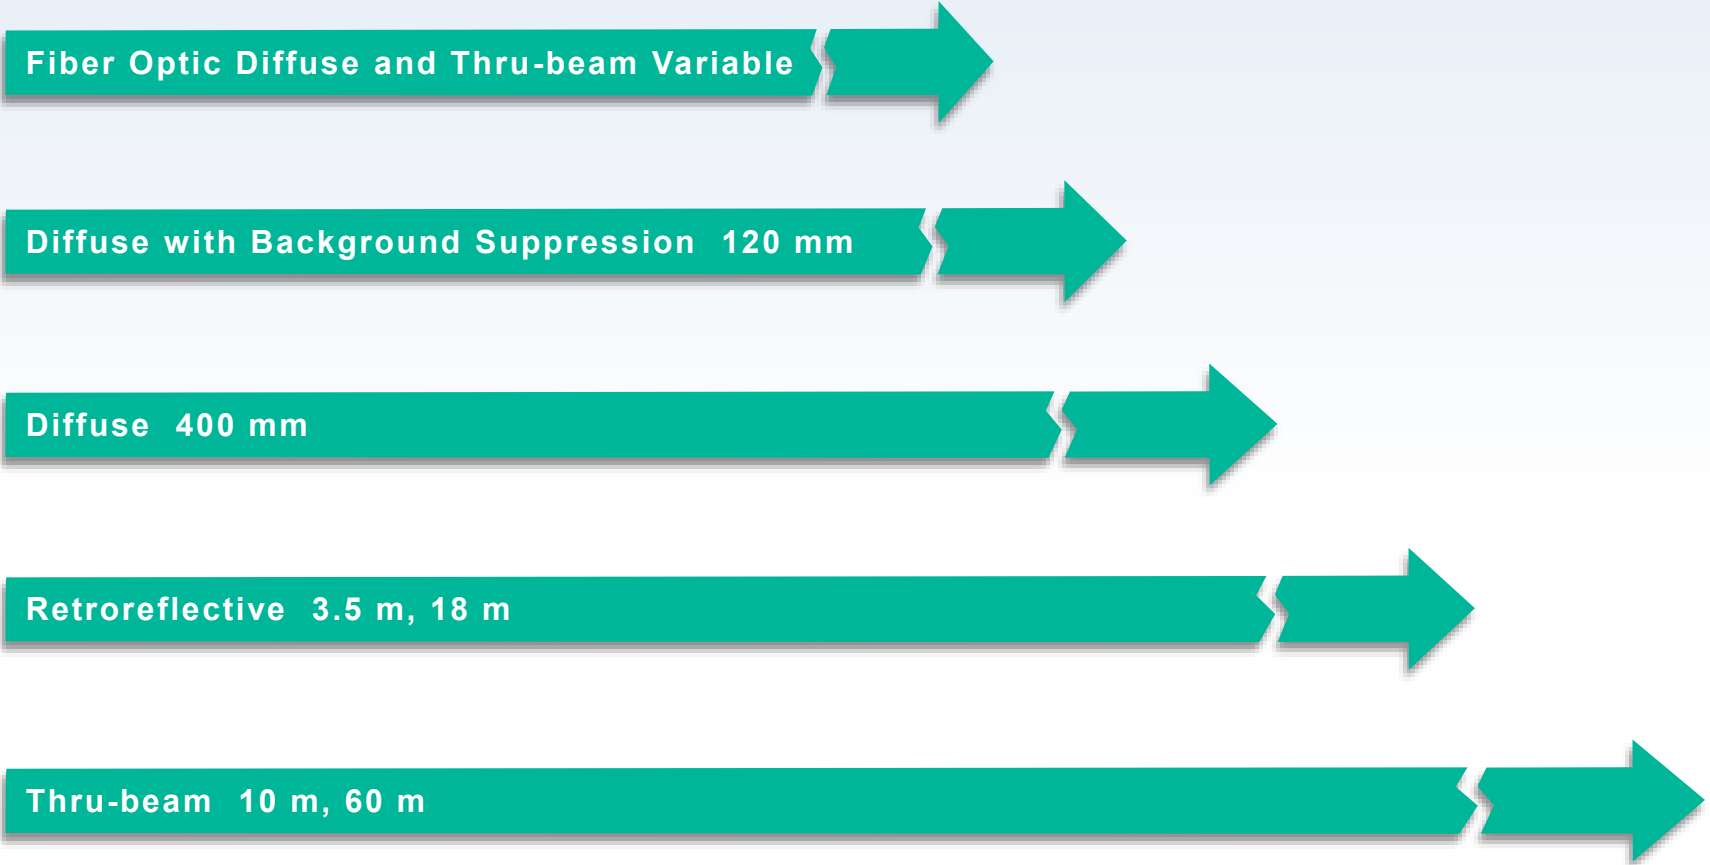 Fiber Optic Diffuse and Thru-beam Variable
Diffuse with Background Suppression 120 mm
Diffuse 400 mm
Retroreflective 3.5 m, 18 m
Thru-beam 10 m, 60 m